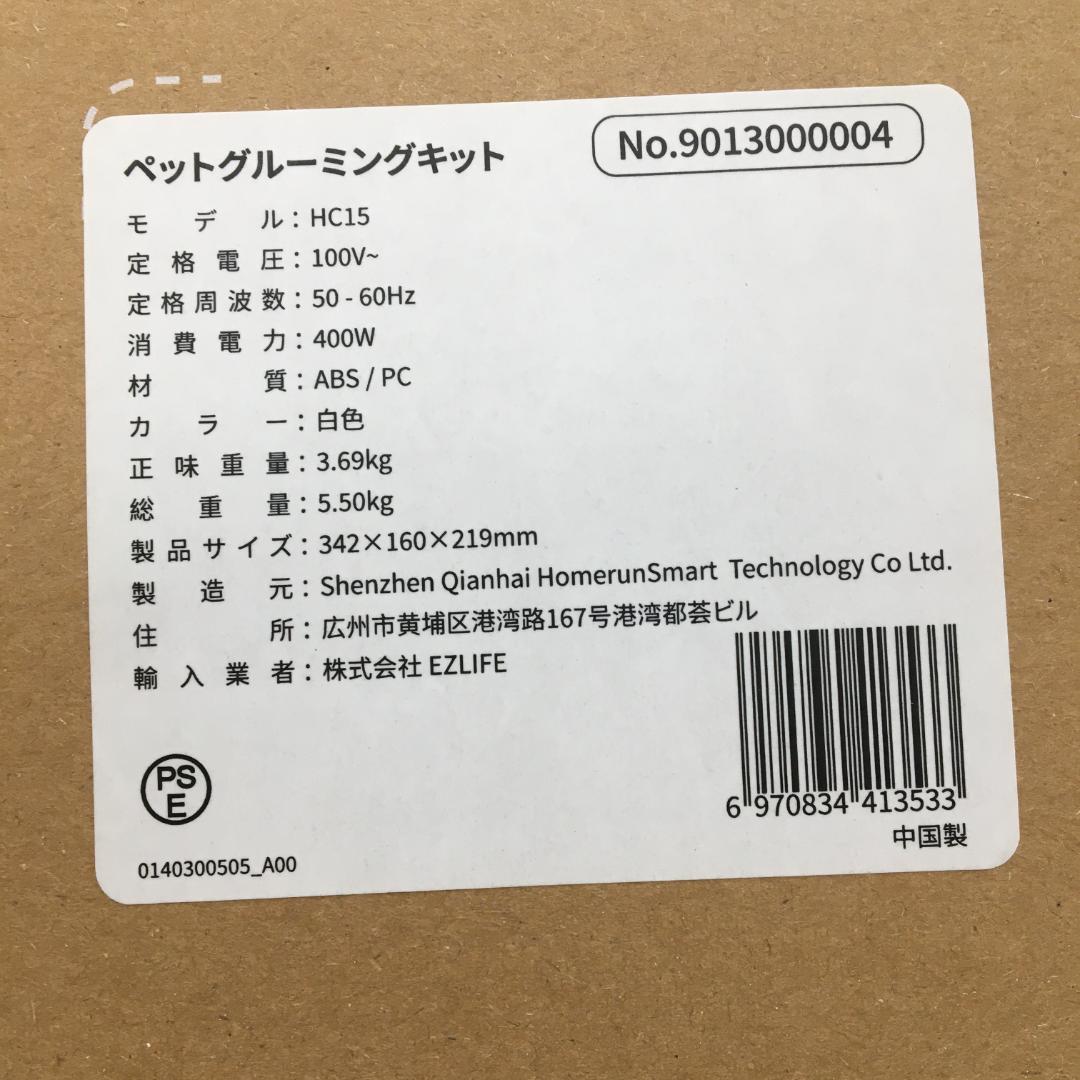 ペットグルーミングキット
No.9013000004
モデル：HC15
定格電圧：100V~
定格周波数：50 - 60Hz
消費電力：400W
材質：ABS / PC
カラー：白色
正味重量：3.69kg
総重量：5.50kg
製品サイズ：342×160×219mm
製造元：Shenzhen Qianhai HomerunSmart Technology Co Ltd.
住所：広州市黄埔区港湾路167号港湾都荟ビル
輸入業者：株式会社 EZLIFE
PS
E
6 970834 413533
中国製
0140300505_A00